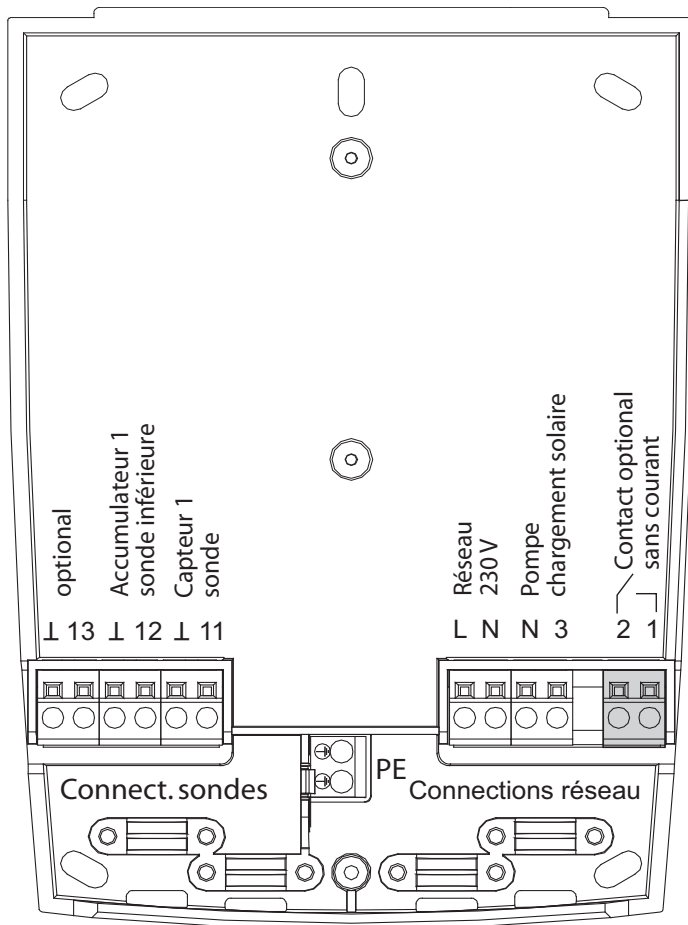 optional
Accumulateur 1
sonde inférieure
Capteur 1
sonde
Réseau
230 V
Pompe
chargement solaire
Contact optional
sans courant
⊥ 13 ⊥ 12 ⊥ 11
L N N 3 2 1
PE
Connect. sondes
Connections réseau